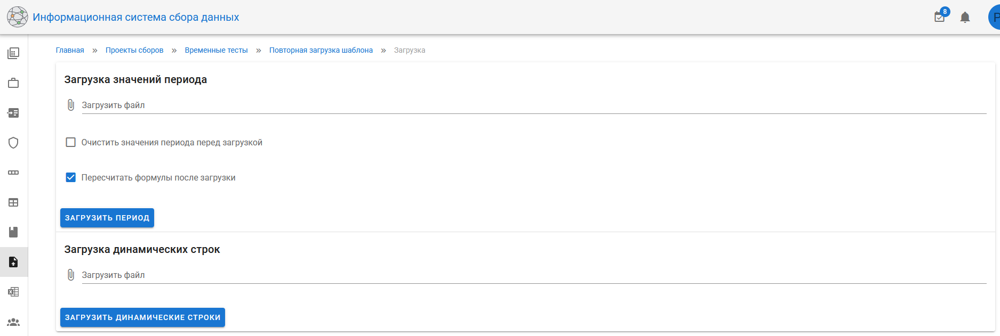 Информационная система сбора данных
8
P
Главная » Проекты сборов » Временные тесты » Повторная загрузка шаблона » Загрузка
Загрузка значений периода
Загрузить файл
Очистить значения периода перед загрузкой
Пересчитать формулы после загрузки
ЗАГРУЗИТЬ ПЕРИОД
Загрузка динамических строк
Загрузить файл
ЗАГРУЗИТЬ ДИНАМИЧЕСКИЕ СТРОКИ